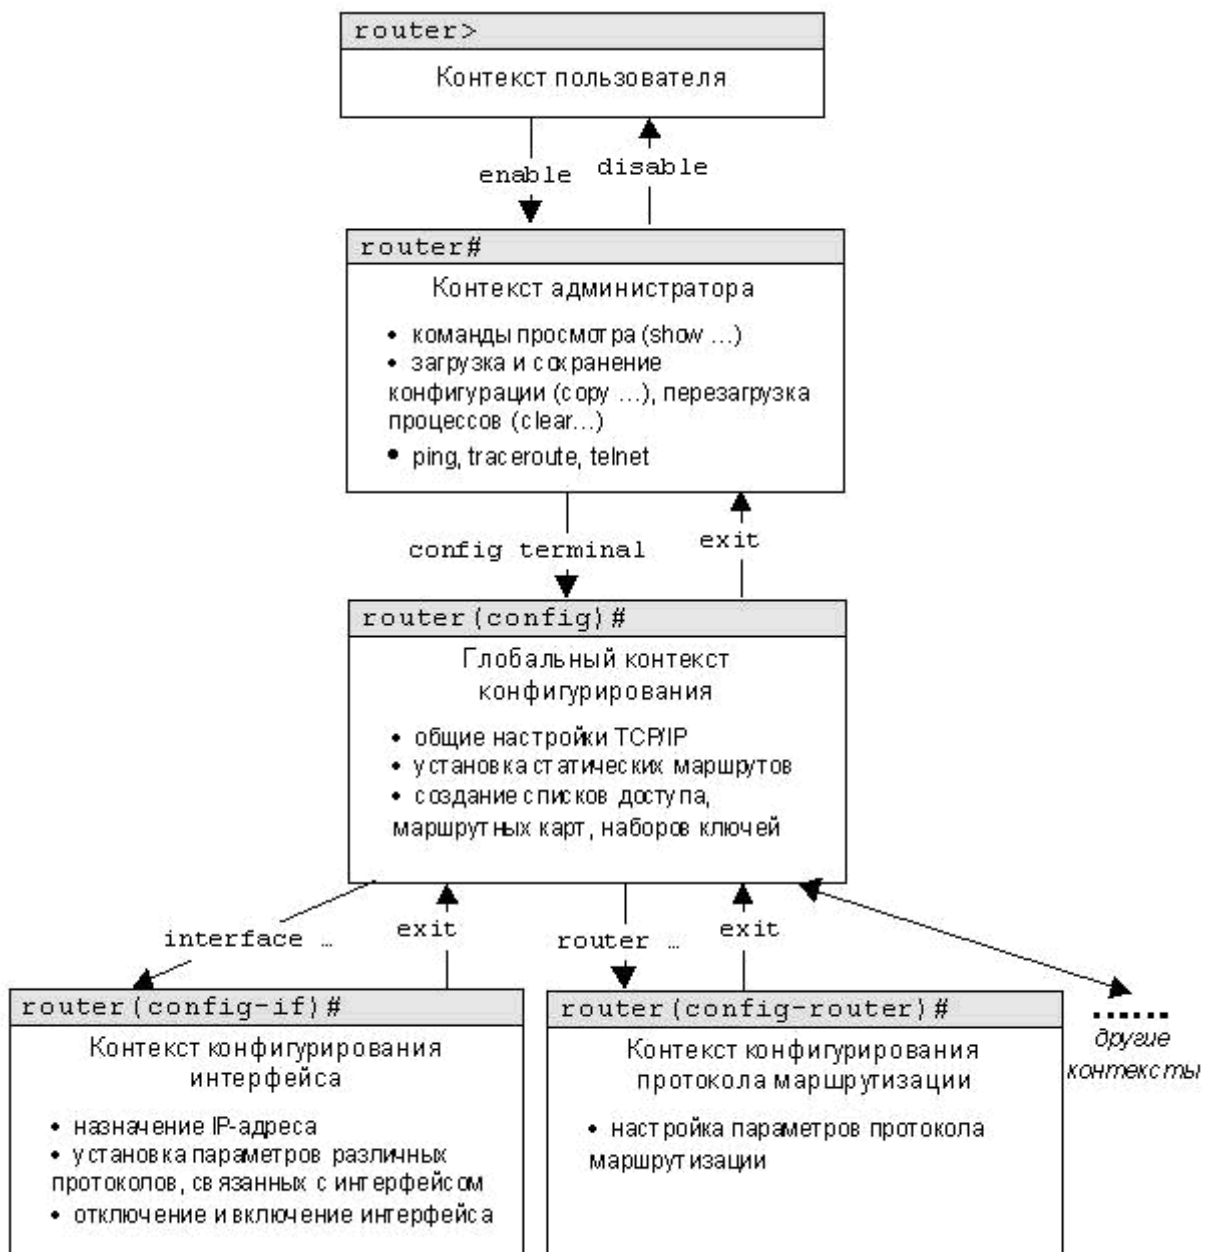 router>
Контекст пользователя
enable
disable
router#
Контекст администратора
• команды просмотра (show ...)
• загрузка и сохранение
конфигурации (copy ...), перезагрузка
процессов (clear...)
• ping, traceroute, telnet
config terminal
exit
router(config)#
Глобальный контекст
конфигурирования
• общие настройки TCP/IP
• установка статических маршрутов
• создание списков доступа,
маршрутных карт, наборов ключей
interface ...
exit
router ...
exit
router(config-if)#
Контекст конфигурирования
интерфейса
• назначение IP-адреса
• установка параметров различных
протоколов, связанных с интерфейсом
• отключение и включение интерфейса
router(config-router)#
Контекст конфигурирования
протокола маршрутизации
• настройка параметров протокола
маршрутизации
другие
контексты